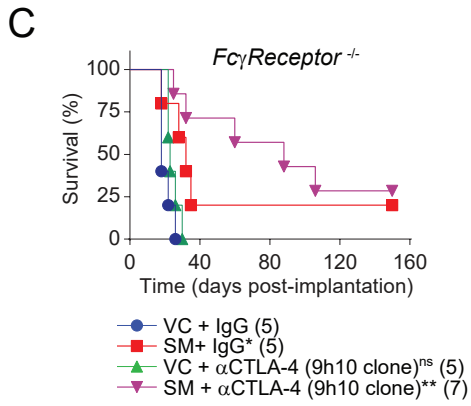 C
FcγReceptor -/-
100
75
50
25
0
Survival (%)
0 40 80 120 160
Time (days post-implantation)
VC + IgG (5)
SM+ IgG* (5)
VC + αCTLA-4 (9h10 clone)ns (5)
SM + αCTLA-4 (9h10 clone)** (7)